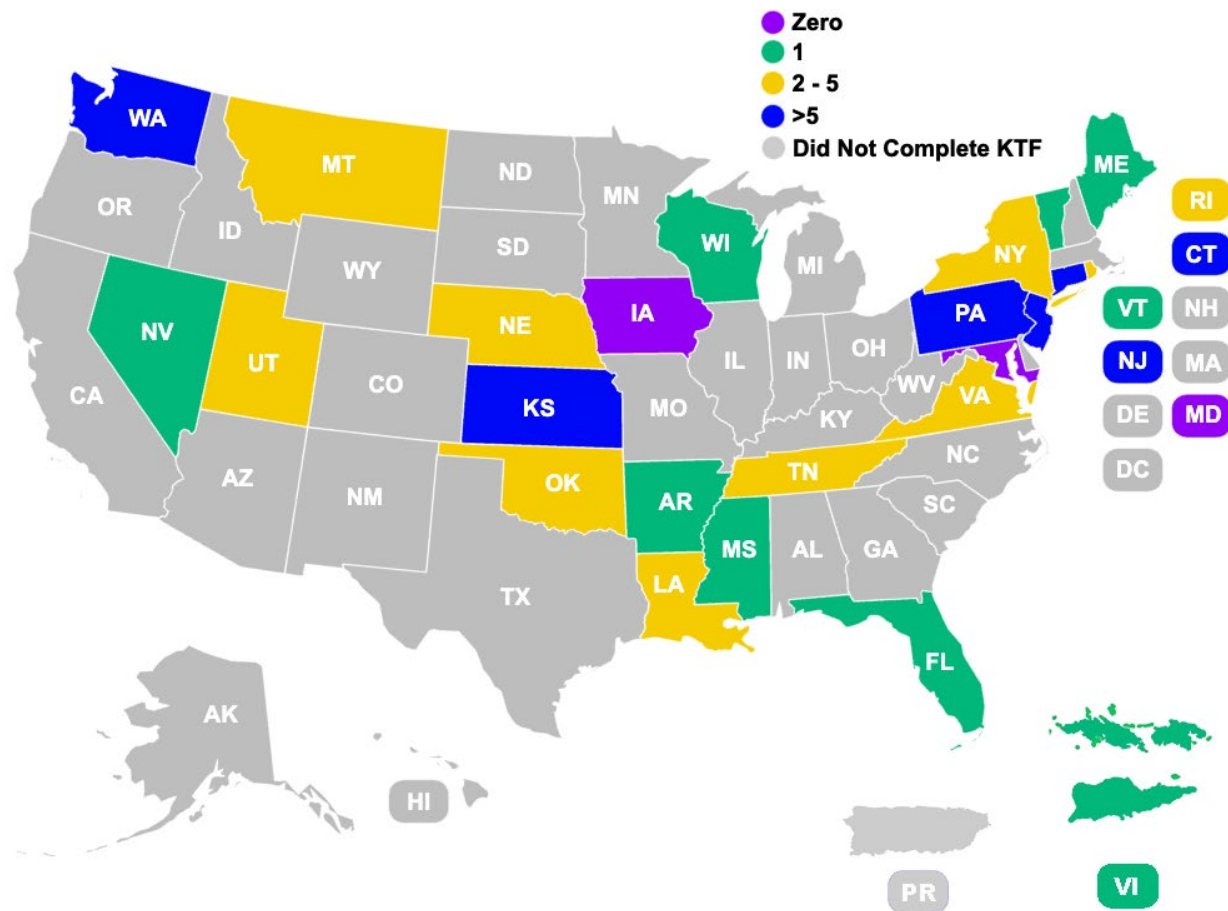 Zero
1
2 - 5
>5
Did Not Complete KTF
WA
MT
ND
MN
ME
OR
ID
SD
WI
MI
NY
RI
WY
CT
NV
UT
NE
IA
PA
VT
NH
CA
CO
KS
MO
IL
IN
OH
WV
VA
NJ
MA
KY
DE
MD
AZ
NM
OK
AR
TN
NC
DC
SC
TX
LA
MS
AL
GA
FL
AK
HI
PR
VI